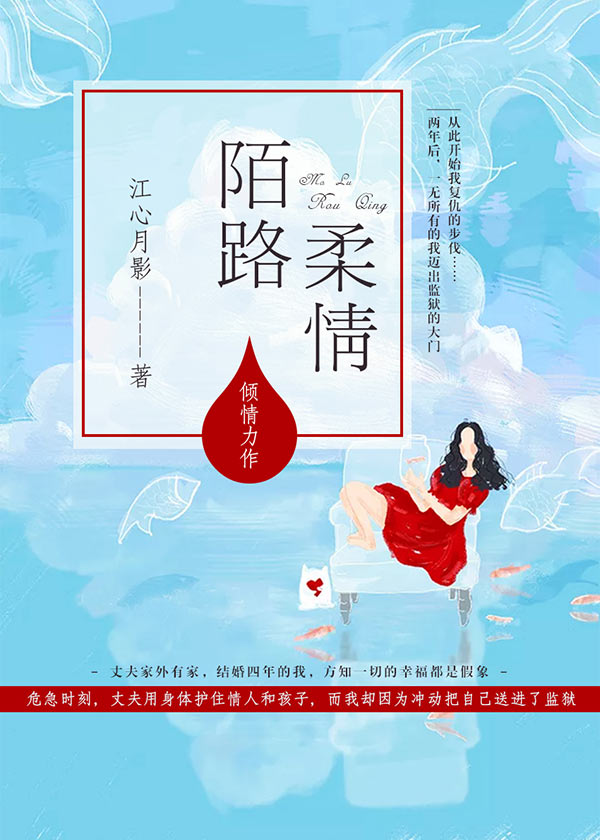 陌路
柔情
Mo Lu
Rou Qing
江心月影——————著
倾情力作
两年后，一无所有的我迈出监狱的大门
从此开始我复仇的步伐……
- 丈夫家外有家，结婚四年的我，方知一切的幸福都是假象 -
危急时刻，丈夫用身体护住情人和孩子，而我却因为冲动把自己送进了监狱